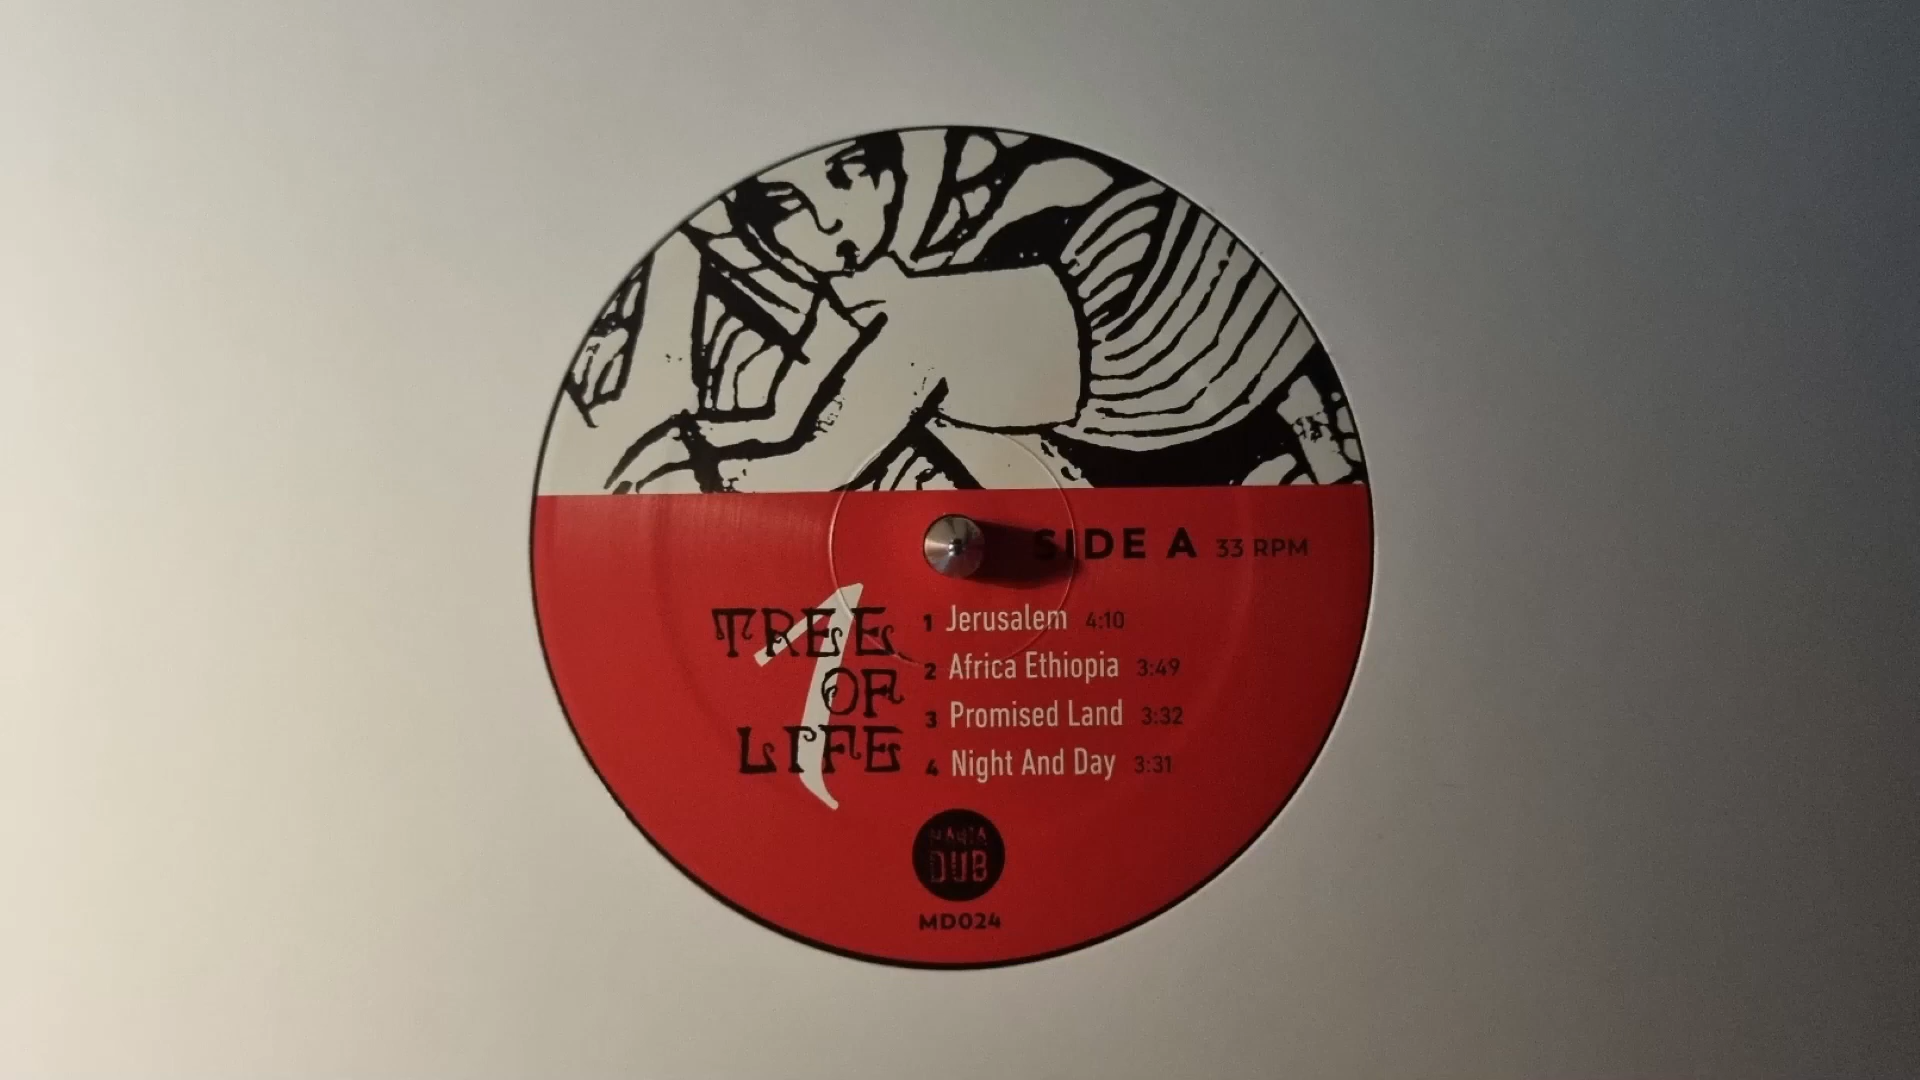 SIDE A 33 RPM
TREE
OF
LIFE
1
1 Jerusalem 4:10
2 Africa Ethiopia 3:49
3 Promised Land 3:32
4 Night And Day 3:31
MANIA
DUB
MD024